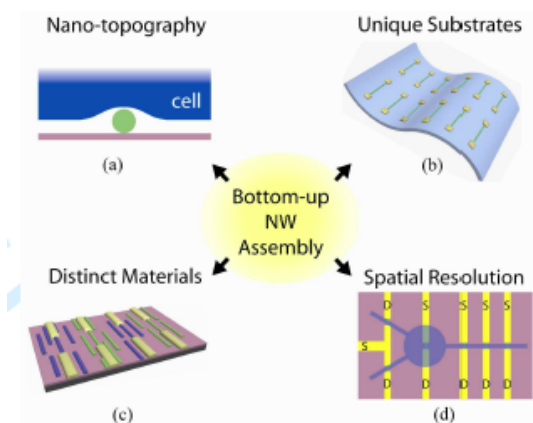 Nano-topography
Unique Substrates
cell
(a)
(b)
Bottom-up
NW
Assembly
Distinct Materials
Spatial Resolution
D S S S S
S
D D D D D
(c)
(d)